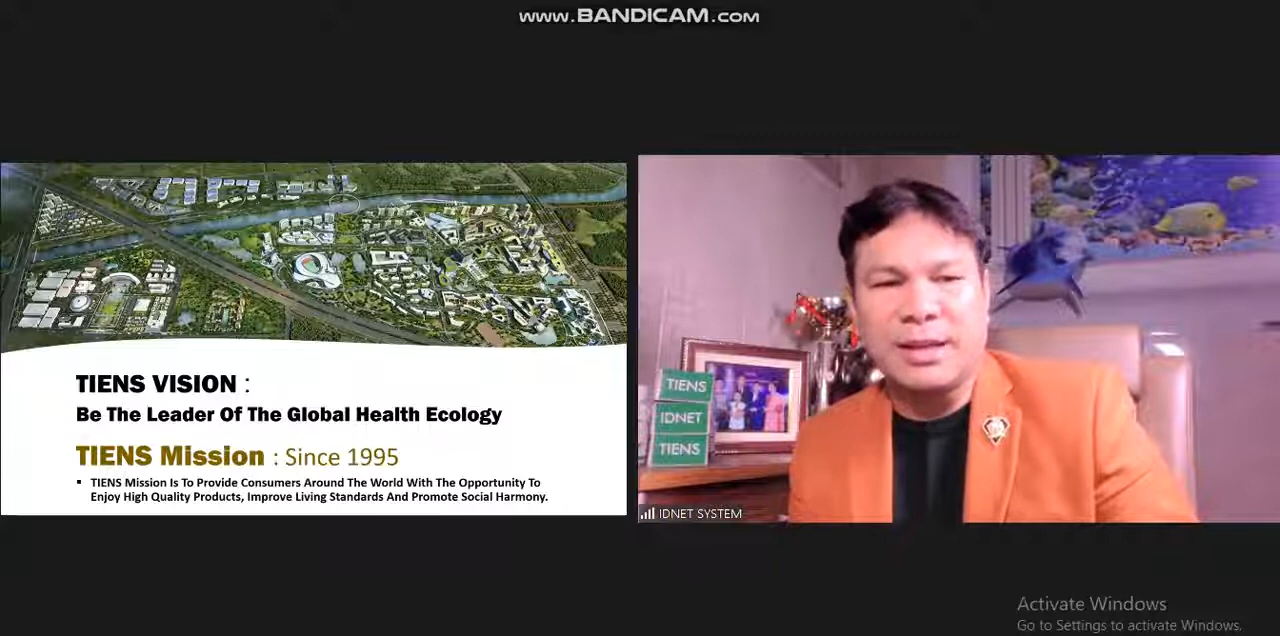 www.BANDICAM.com
TIENS VISION :
Be The Leader Of The Global Health Ecology
TIENS Mission : Since 1995
▪ TIENS Mission Is To Provide Consumers Around The World With The Opportunity To
Enjoy High Quality Products, Improve Living Standards And Promote Social Harmony.
TIENS
IDNET
TIENS
IDNET SYSTEM
Activate Windows
Go to Settings to activate Windows.